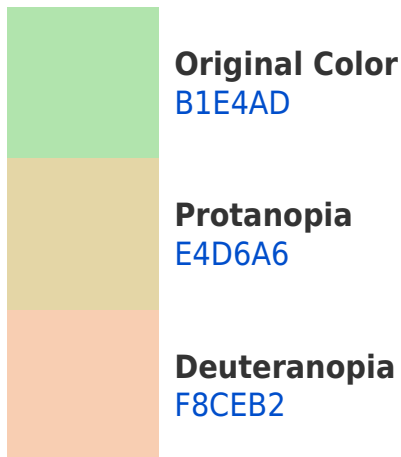 Original Color
B1E4AD
Protanopia
E4D6A6
Deuteranopia
F8CEB2